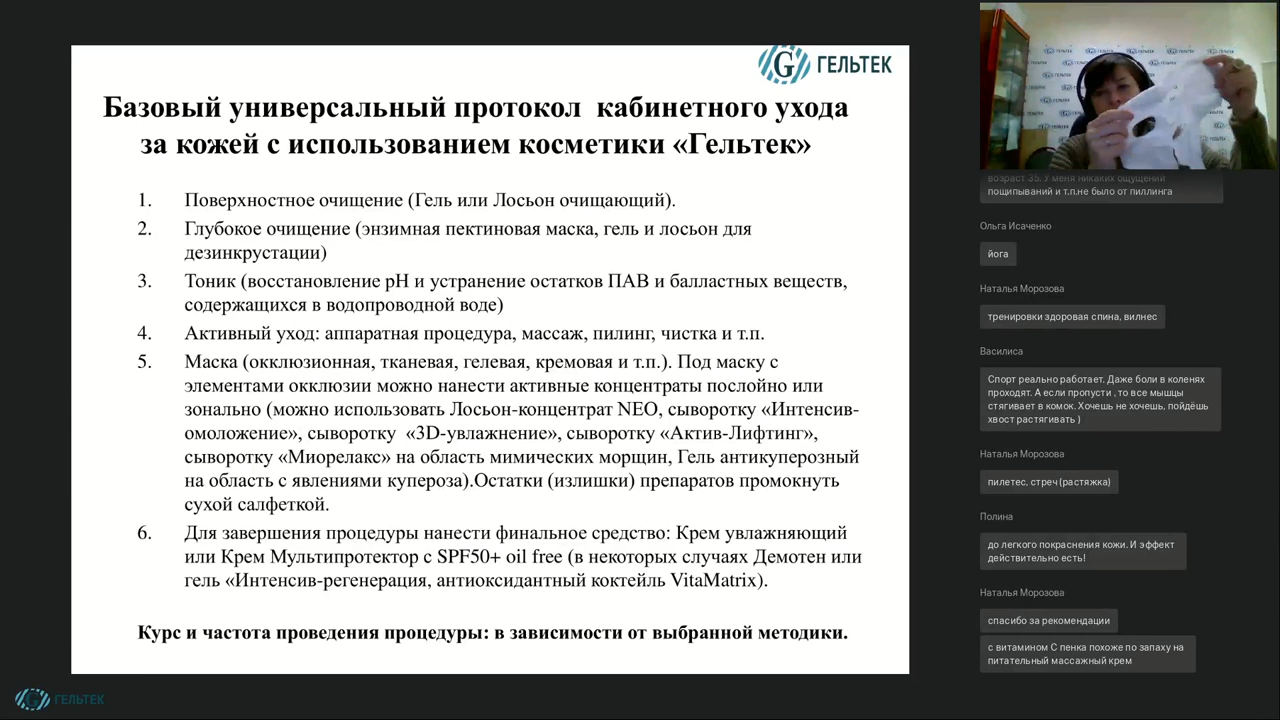 ГЕЛЬТЕК
Базовый универсальный протокол кабинетного ухода
за кожей с использованием косметики «Гельтек»
1. Поверхностное очищение (Гель или Лосьон очищающий).
2. Глубокое очищение (энзимная пектиновая маска, гель и лосьон для
дезинкрустации)
3. Тоник (восстановление pH и устранение остатков ПАВ и балластных веществ,
содержащихся в водопроводной воде)
4. Активный уход: аппаратная процедура, массаж, пилинг, чистка и т.п.
5. Маска (окклюзионная, тканевая, гелевая, кремовая и т.п.). Под маску с
элементами окклюзии можно нанести активные концентраты послойно или
зонально (можно использовать Лосьон-концентрат NEO, сыворотку «Интенсив-
омоложение», сыворотку «3D-увлажнение», сыворотку «Актив-Лифтинг»,
сыворотку «Миорелакс» на область мимических морщин, Гель антикуперозный
на область с явлениями купероза).Остатки (излишки) препаратов промокнуть
сухой салфеткой.
6. Для завершения процедуры нанести финальное средство: Крем увлажняющий
или Крем Мультипротектор с SPF50+ oil free (в некоторых случаях Демотен или
гель «Интенсив-регенерация, антиоксидантный коктейль VitaMatrix).
Курс и частота проведения процедуры: в зависимости от выбранной методики.
ГЕЛЬТЕК
возраст 35. У меня никаких ощущений
пощипываний и т.п.не было от пиллинга
Ольга Исаченко
йога
Наталья Морозова
тренировки здоровая спина, вилнес
Василиса
Спорт реально работает. Даже боли в коленях
проходят. А если пропусти ,то все мышцы
стягивает в комок. Хочешь не хочешь, пойдёшь
хвост растягивать )
Наталья Морозова
пилетес, стреч(растяжка)
Полина
до легкого покраснения кожи. И эффект
действительно есть!
Наталья Морозова
спасибо за рекомендации
с витамином С пенка похоже по запаху на
питательный массажный крем